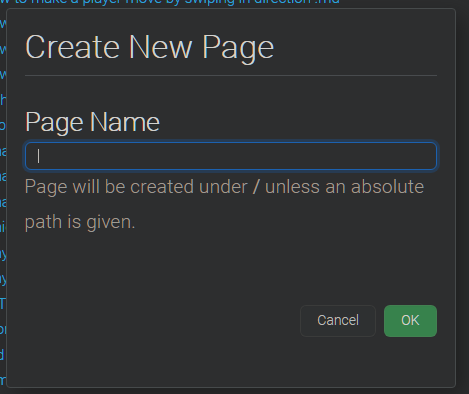 to make a player move by swiping in direction .md
Create New Page
Page Name
Page will be created under / unless an absolute
path is given.
Cancel
OK